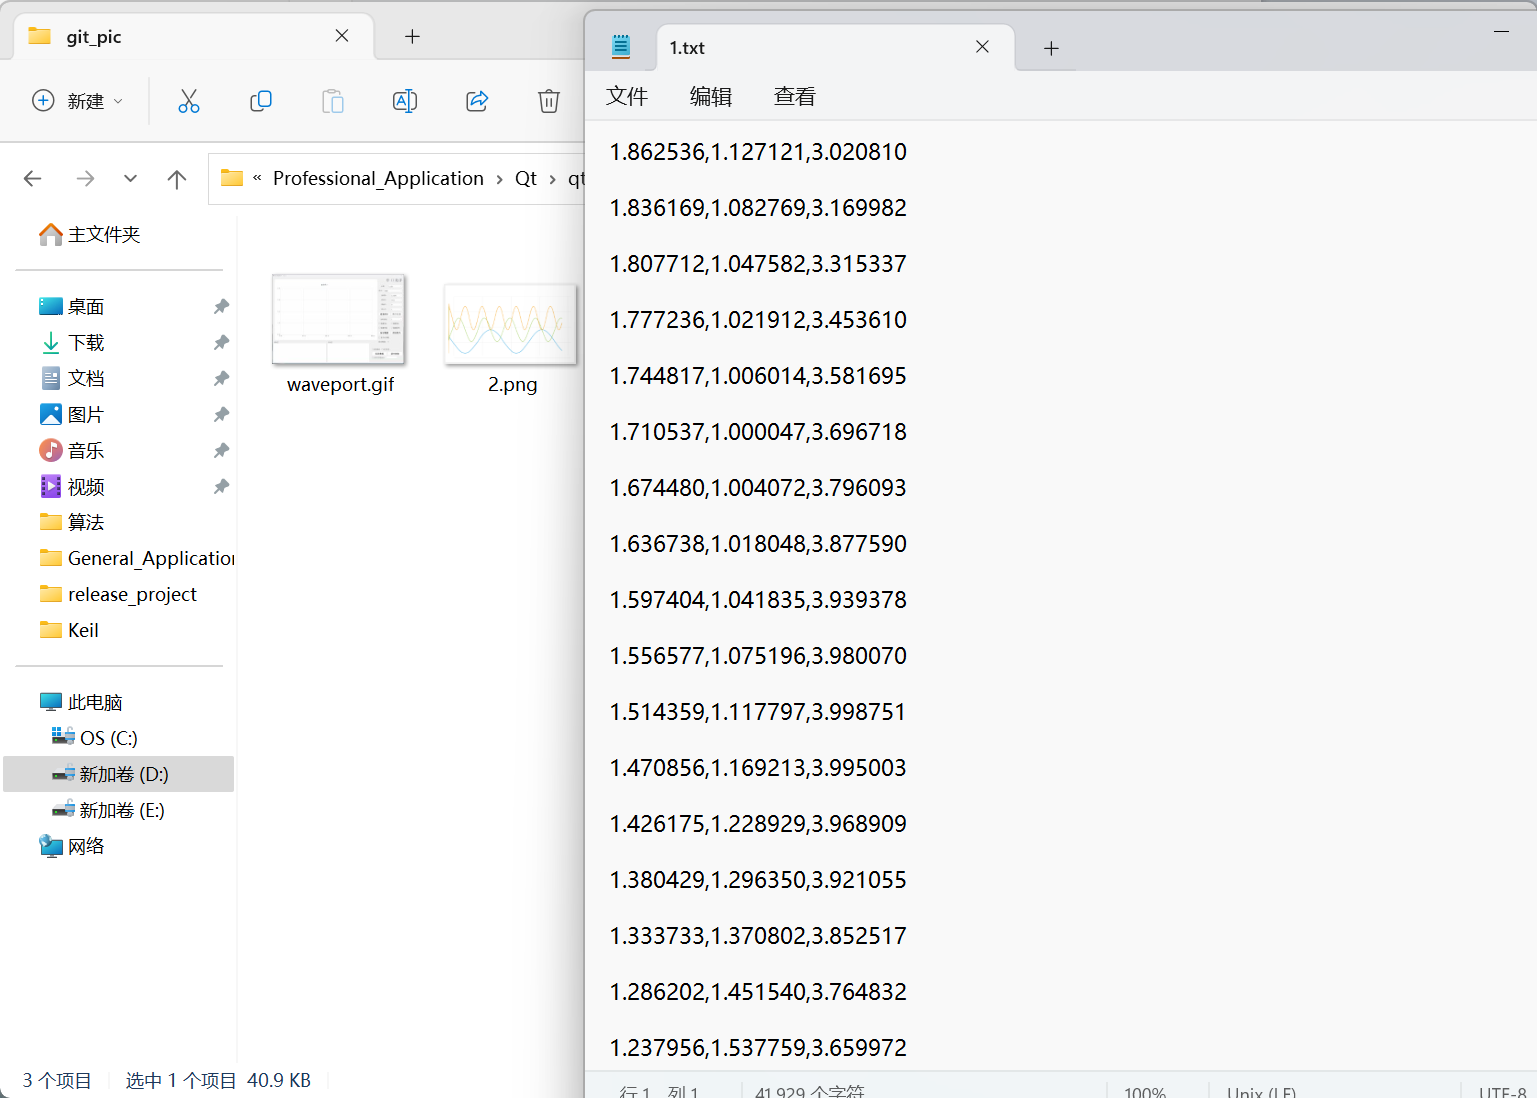 git_pic
新建
« Professional_Application › Qt › qt
主文件夹
桌面
下载
文档
图片
音乐
视频
算法
General_Application
release_project
Keil
此电脑
OS (C:)
新加卷 (D:)
新加卷 (E:)
网络
waveport.gif
2.png
3 个项目
选中 1 个项目 40.9 KB
1.txt
文件 编辑 查看
1.862536,1.127121,3.020810
1.836169,1.082769,3.169982
1.807712,1.047582,3.315337
1.777236,1.021912,3.453610
1.744817,1.006014,3.581695
1.710537,1.000047,3.696718
1.674480,1.004072,3.796093
1.636738,1.018048,3.877590
1.597404,1.041835,3.939378
1.556577,1.075196,3.980070
1.514359,1.117797,3.998751
1.470856,1.169213,3.995003
1.426175,1.228929,3.968909
1.380429,1.296350,3.921055
1.333733,1.370802,3.852517
1.286202,1.451540,3.764832
1.237956,1.537759,3.659972
行 1, 列 1 41,929 个字符 100% Unix (LF) UTF-8